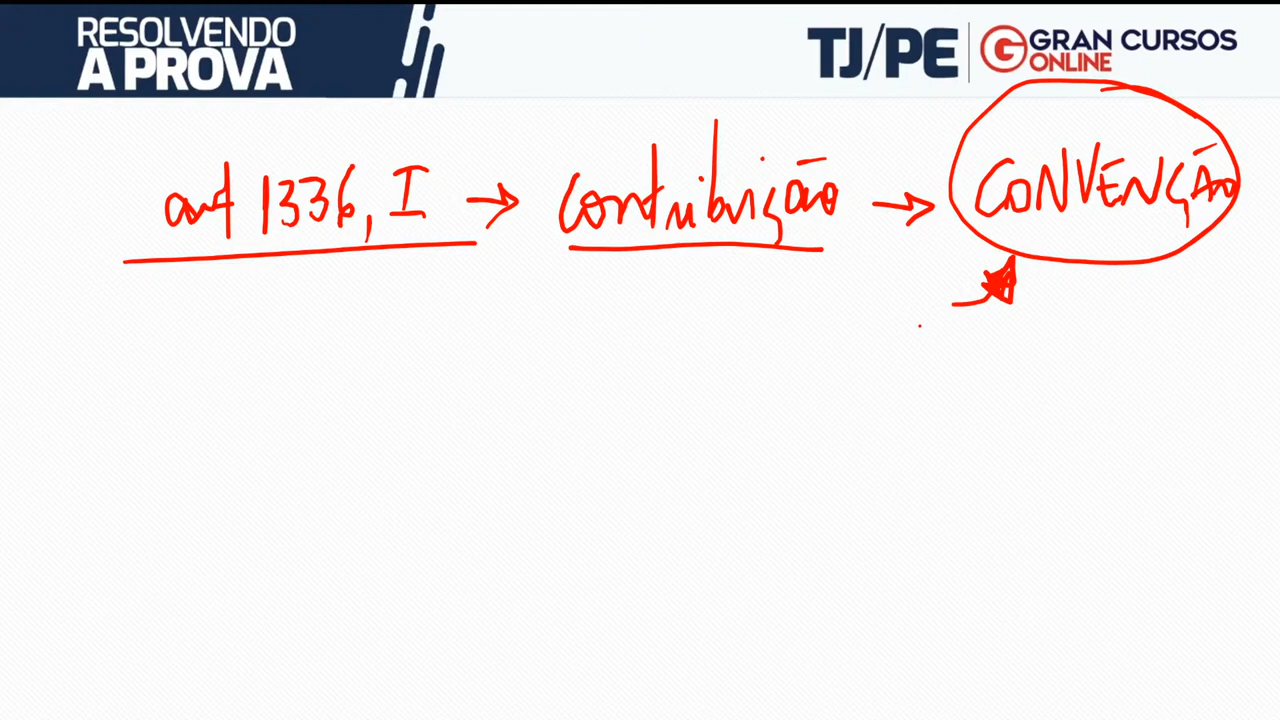 RESOLVENDO
A PROVA
TJ/PE
GRAN CURSOS
ONLINE
art 1336, I → contribuição → CONVENÇÃO